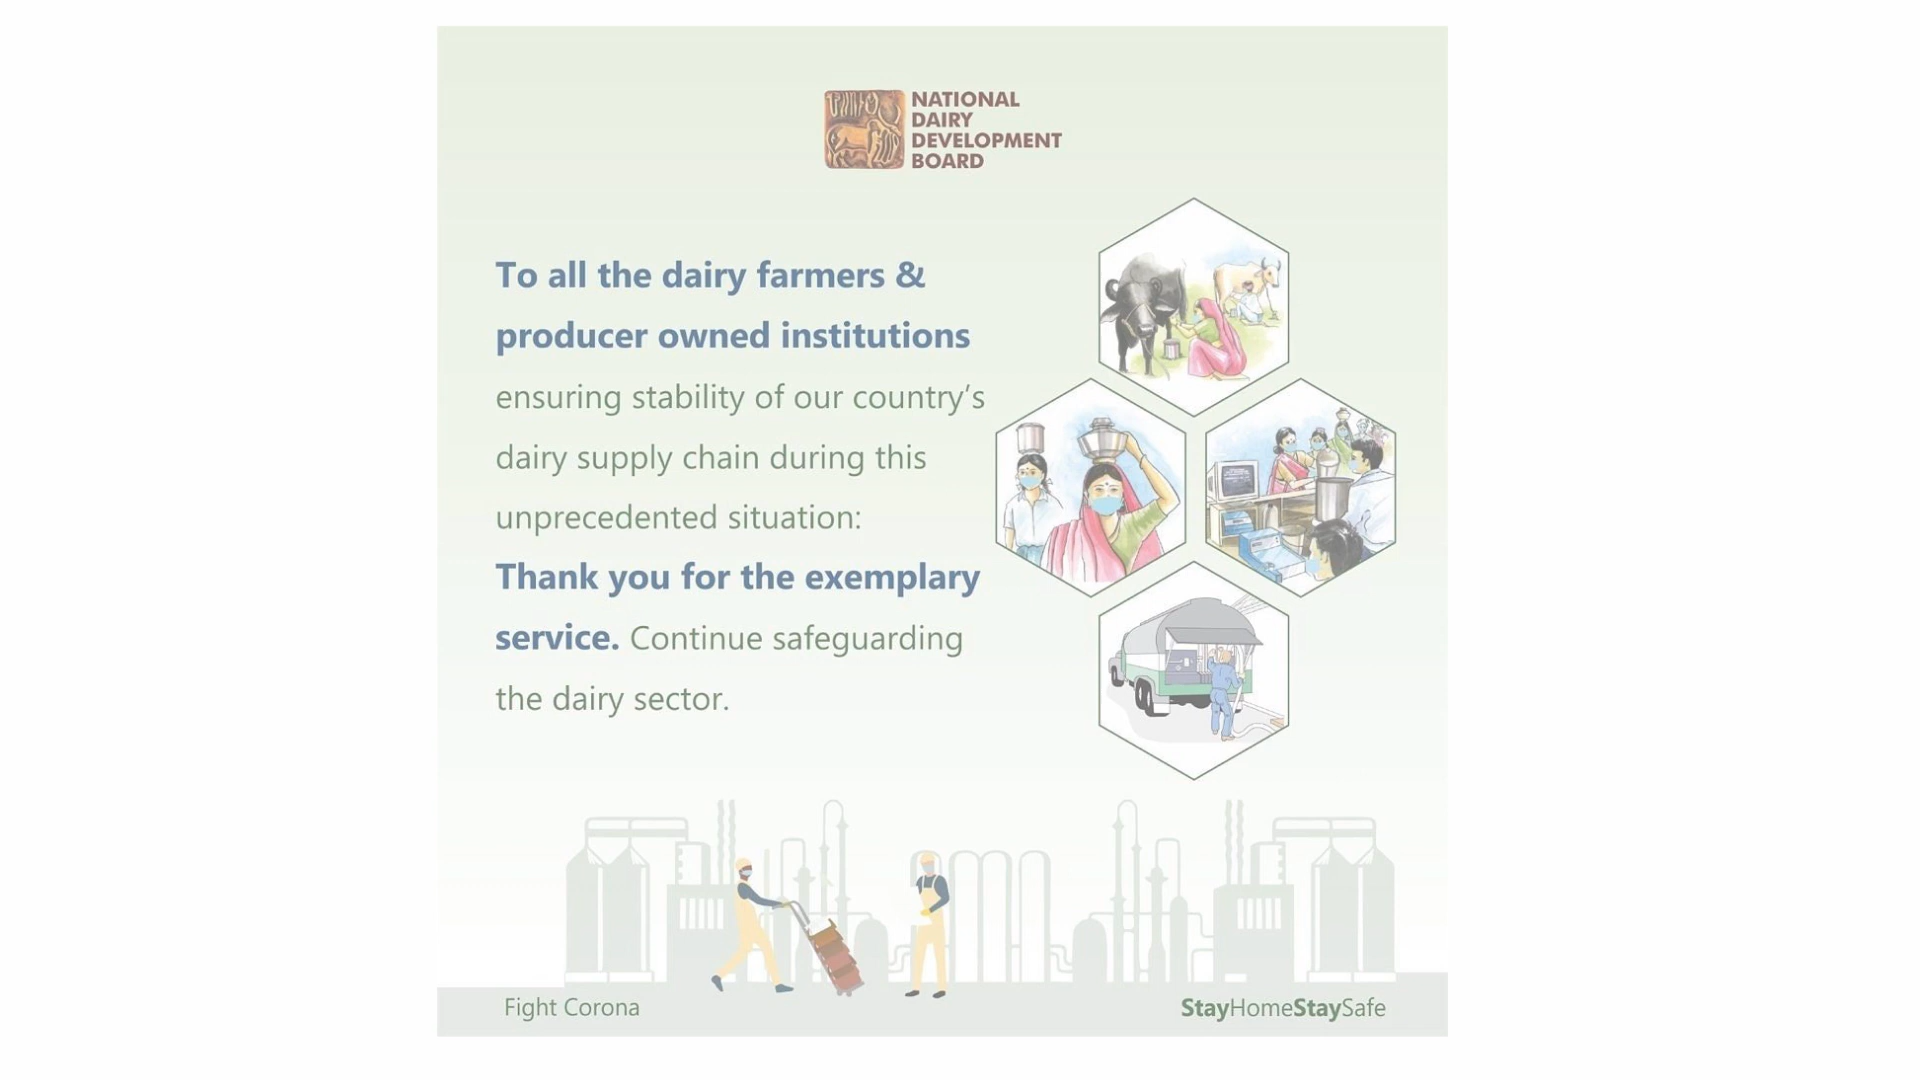 NATIONAL
DAIRY
DEVELOPMENT
BOARD
To all the dairy farmers &
producer owned institutions
ensuring stability of our country’s
dairy supply chain during this
unprecedented situation:
Thank you for the exemplary
service. Continue safeguarding
the dairy sector.
Fight Corona
StayHomeStaySafe